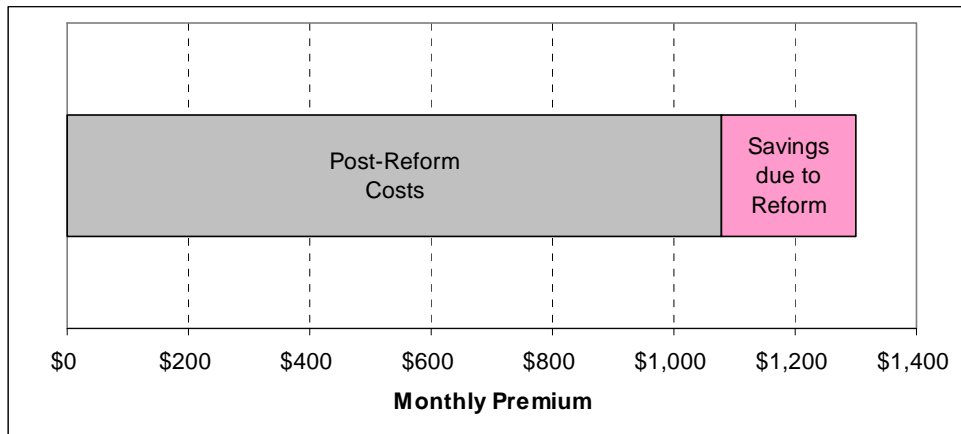 Post-Reform
Costs
Savings
due to
Reform
$0 $200 $400 $600 $800 $1,000 $1,200 $1,400
Monthly Premium